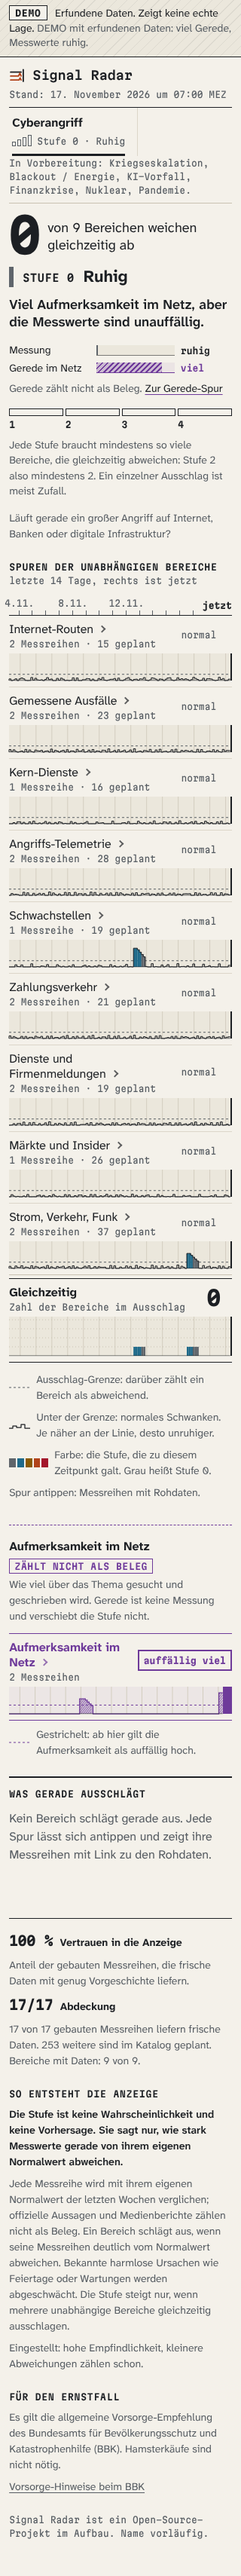 DEMO Erfundene Daten. Zeigt keine echte
Lage. DEMO mit erfundenen Daten: viel Gerede,
Messwerte ruhig.
Signal Radar
Stand: 17. November 2026 um 07:00 MEZ
Cyberangriff
Stufe 0 · Ruhig
In Vorbereitung: Kriegseskalation,
Blackout / Energie, KI-Vorfall,
Finanzkrise, Nuklear, Pandemie.
0 von 9 Bereichen weichen
gleichzeitig ab
STUFE 0 Ruhig
Viel Aufmerksamkeit im Netz, aber
die Messwerte sind unauffällig.
Messung ruhig
Gerede im Netz viel
Gerede zählt nicht als Beleg. Zur Gerede-Spur
1 2 3 4
Jede Stufe braucht mindestens so viele
Bereiche, die gleichzeitig abweichen: Stufe 2
also mindestens 2. Ein einzelner Ausschlag ist
meist Zufall.
Läuft gerade ein großer Angriff auf Internet,
Banken oder digitale Infrastruktur?
SPUREN DER UNABHÄNGIGEN BEREICHE
letzte 14 Tage, rechts ist jetzt
4.11. 8.11. 12.11. jetzt
Internet-Routen > normal
2 Messreihen · 15 geplant
Gemessene Ausfälle > normal
2 Messreihen · 23 geplant
Kern-Dienste > normal
1 Messreihe · 16 geplant
Angriffs-Telemetrie > normal
2 Messreihen · 28 geplant
Schwachstellen > normal
1 Messreihe · 19 geplant
Zahlungsverkehr > normal
2 Messreihen · 21 geplant
Dienste und
Firmenmeldungen > normal
2 Messreihen · 19 geplant
Märkte und Insider > normal
1 Messreihe · 26 geplant
Strom, Verkehr, Funk > normal
2 Messreihen · 37 geplant
Gleichzeitig 0
Zahl der Bereiche im Ausschlag
Ausschlag-Grenze: darüber zählt ein
Bereich als abweichend.
Unter der Grenze: normales Schwanken.
Je näher an der Linie, desto unruhiger.
Farbe: die Stufe, die zu diesem
Zeitpunkt galt. Grau heißt Stufe 0.
Spur antippen: Messreihen mit Rohdaten.
Aufmerksamkeit im Netz
ZÄHLT NICHT ALS BELEG
Wie viel über das Thema gesucht und
geschrieben wird. Gerede ist keine Messung
und verschiebt die Stufe nicht.
Aufmerksamkeit im
Netz > auffällig viel
2 Messreihen
Gestrichelt: ab hier gilt die
Aufmerksamkeit als auffällig hoch.
WAS GERADE AUSSCHLÄGT
Kein Bereich schlägt gerade aus. Jede
Spur lässt sich antippen und zeigt ihre
Messreihen mit Link zu den Rohdaten.
100 % Vertrauen in die Anzeige
Anteil der gebauten Messreihen, die frische
Daten mit genug Vorgeschichte liefern.
17/17 Abdeckung
17 von 17 gebauten Messreihen liefern frische
Daten. 253 weitere sind im Katalog geplant.
Bereiche mit Daten: 9 von 9.
SO ENTSTEHT DIE ANZEIGE
Die Stufe ist keine Wahrscheinlichkeit und
keine Vorhersage. Sie sagt nur, wie stark
Messwerte gerade von ihrem eigenen
Normalwert abweichen.
Jede Messreihe wird mit ihrem eigenen
Normalwert der letzten Wochen verglichen;
offizielle Aussagen und Medienberichte zählen
nicht als Beleg. Ein Bereich schlägt aus, wenn
seine Messreihen deutlich vom Normalwert
abweichen. Bekannte harmlose Ursachen wie
Feiertage oder Wartungen werden
abgeschwächt. Die Stufe steigt nur, wenn
mehrere unabhängige Bereiche gleichzeitig
ausschlagen.
Eingestellt: hohe Empfindlichkeit, kleinere
Abweichungen zählen schon.
FÜR DEN ERNSTFALL
Es gilt die allgemeine Vorsorge-Empfehlung
des Bundesamts für Bevölkerungsschutz und
Katastrophenhilfe (BBK). Hamsterkäufe sind
nicht nötig.
Vorsorge-Hinweise beim BBK
Signal Radar ist ein Open-Source-
Projekt im Aufbau. Name vorläufig.